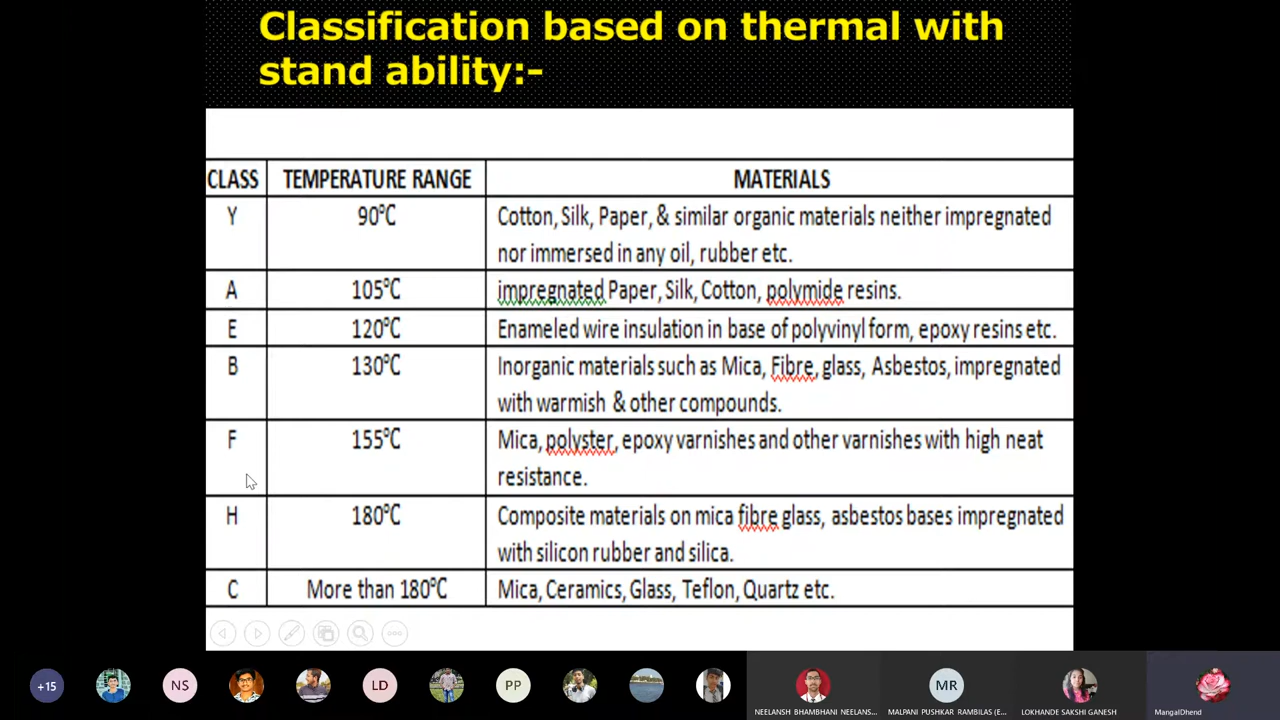 Classification based on thermal with
stand ability:-
CLASS TEMPERATURE RANGE MATERIALS
Y 90°C Cotton, Silk, Paper, & similar organic materials neither impregnated
nor immersed in any oil, rubber etc.
A 105°C impregnated Paper, Silk, Cotton, polymide resins.
E 120°C Enameled wire insulation in base of polyvinyl form, epoxy resins etc.
B 130°C Inorganic materials such as Mica, Fibre, glass, Asbestos, impregnated
with warmish & other compounds.
F 155°C Mica, polyster, epoxy varnishes and other varnishes with high neat
resistance.
H 180°C Composite materials on mica fibre glass, asbestos bases impregnated
with silicon rubber and silica.
C More than 180°C Mica, Ceramics, Glass, Teflon, Quartz etc.
+15 NS LD PP MR
NEELANSH BHAMBHANI NEELANS... MALPANI PUSHKAR RAMBILAS (E... LOKHANDE SAKSHI GANESH MangalDhend